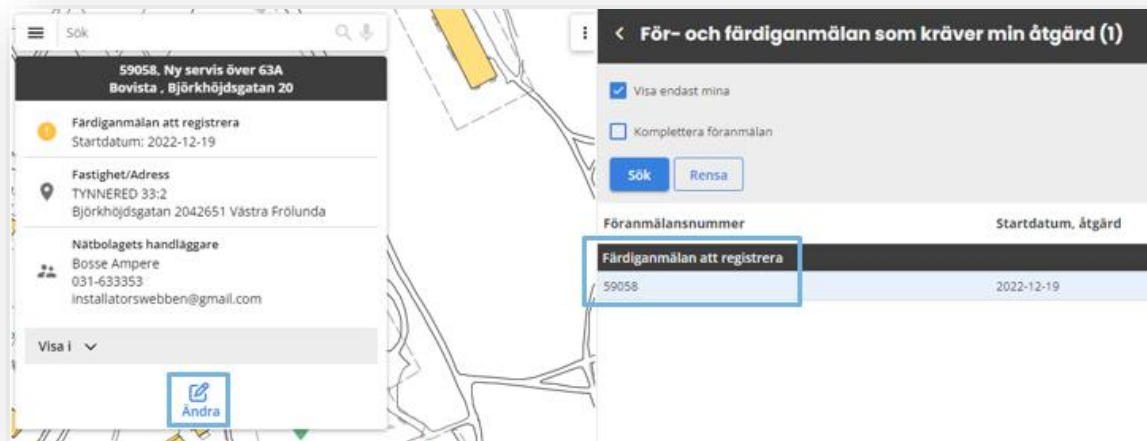 Sök
59058, Ny servis över 63A
Bovista , Björkhöjdsgatan 20
Färdiganmälan att registrera
Startdatum: 2022-12-19
Fastighet/Adress
TYNNERED 33:2
Björkhöjdsgatan 2042651 Västra Frölunda
Nätbolagets handläggare
Bosse Ampere
031-633353
installatorswebben@gmail.com
Visa i
Ändra
För- och färdiganmälan som kräver min åtgärd (1)
Visa endast mina
Komplettera föranmälan
Sök Rensa
Föranmälansnummer Startdatum, åtgärd
Färdiganmälan att registrera
59058 2022-12-19